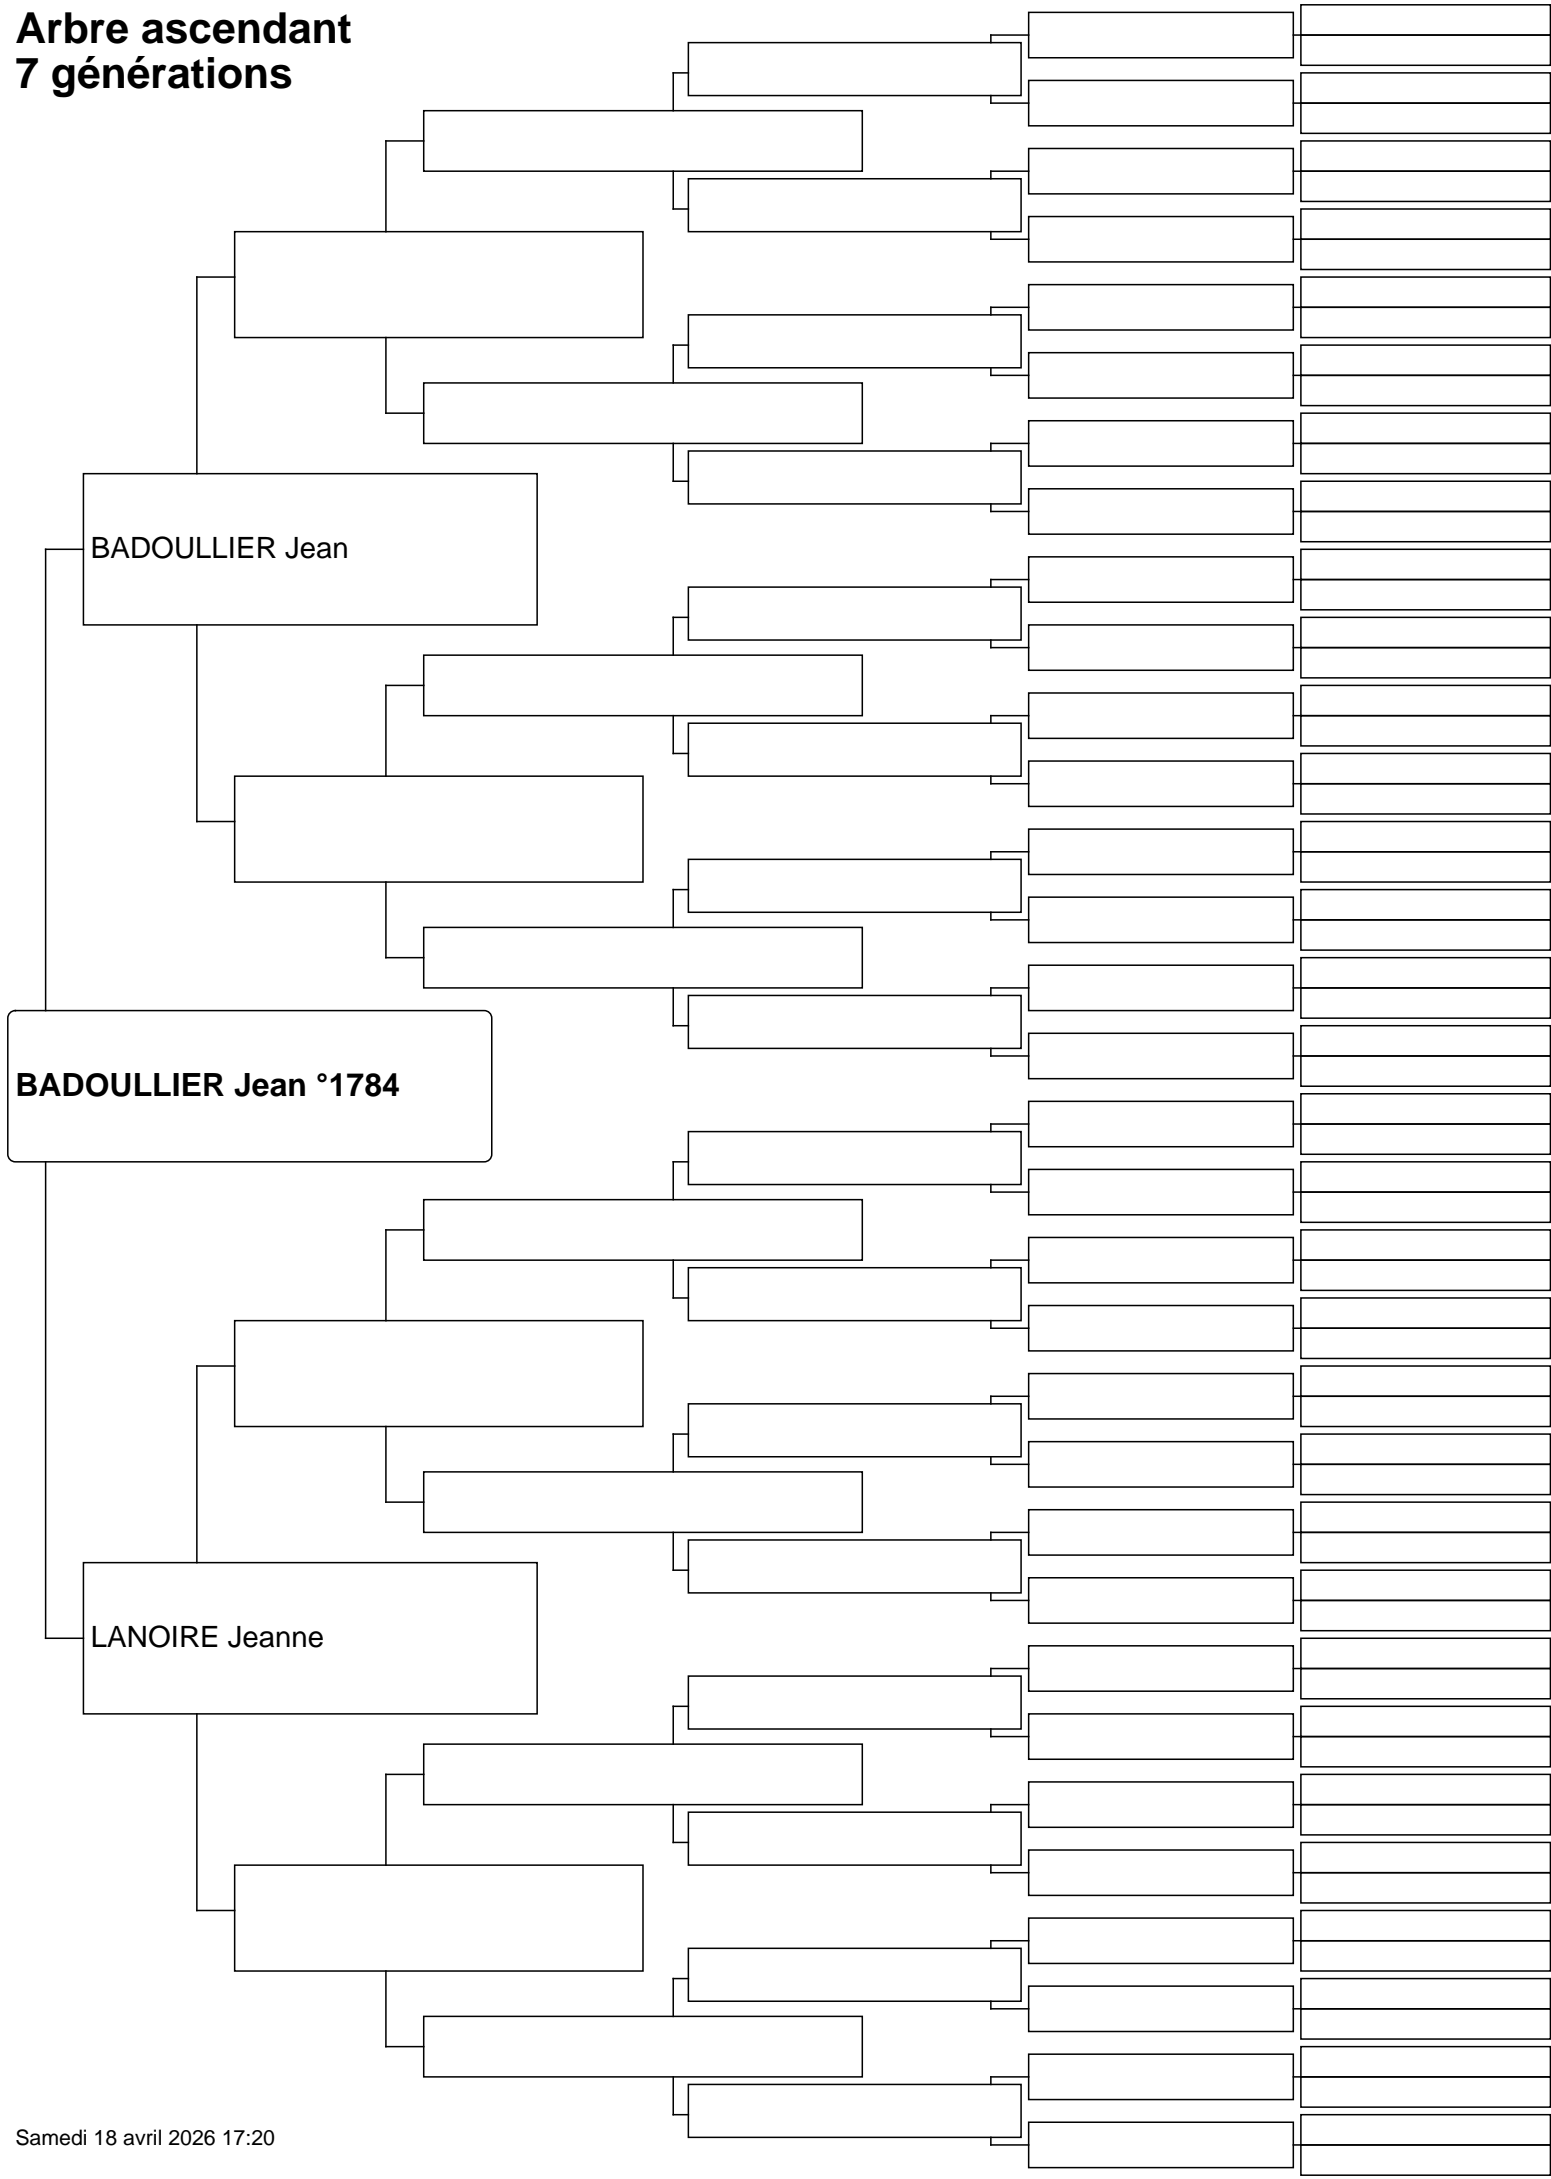 Arbre ascendant
7 générations
BADOULLIER Jean
BADOULLIER Jean °1784
LANOIRE Jeanne
Samedi 18 avril 2026 17:20